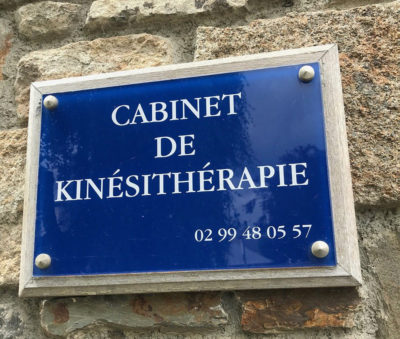 CABINET
DE
KINÉSITHÉRAPIE
02 99 48 05 57